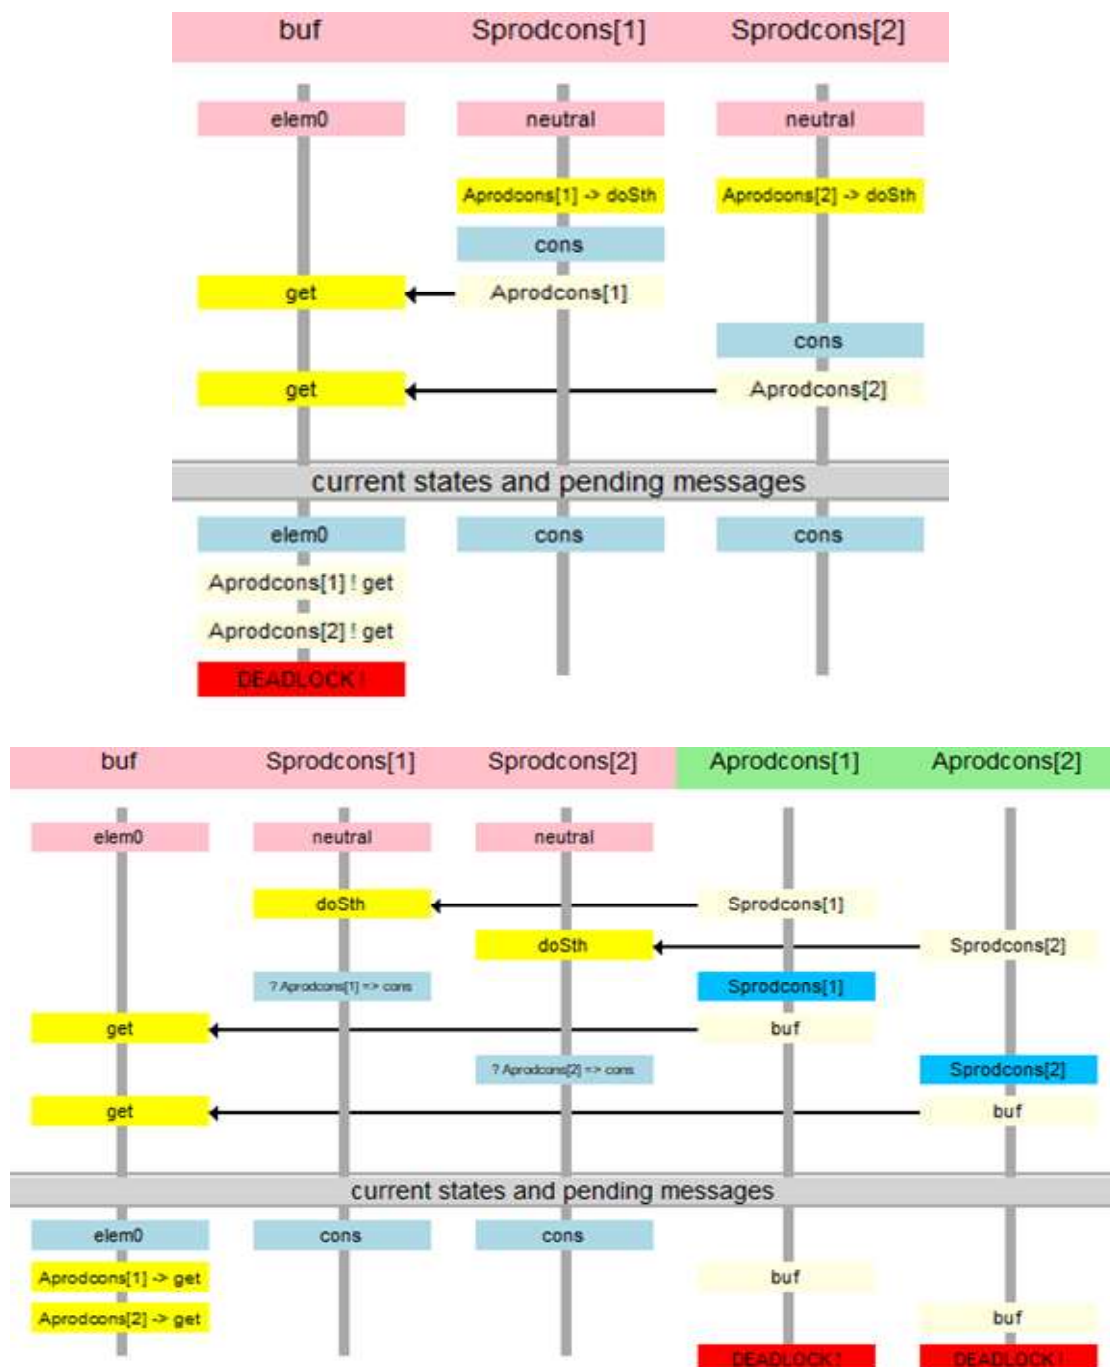 buf Sprodcons[1] Sprodcons[2]
elem0 neutral neutral
Aprodcons[1] -> doSth Aprodcons[2] -> doSth
cons
get Aprodcons[1]
cons
get Aprodcons[2]
current states and pending messages
elem0 cons cons
Aprodcons[1] ! get
Aprodcons[2] ! get
DEADLOCK !
buf Sprodcons[1] Sprodcons[2] Aprodcons[1] Aprodcons[2]
elem0 neutral neutral
doSth Sprodcons[1]
doSth Sprodcons[2]
? Aprodcons[1] => cons Sprodcons[1]
get buf
? Aprodcons[2] => cons Sprodcons[2]
get buf
current states and pending messages
elem0 cons cons
Aprodcons[1] -> get buf
Aprodcons[2] -> get buf
DEADLOCK ! DEADLOCK !